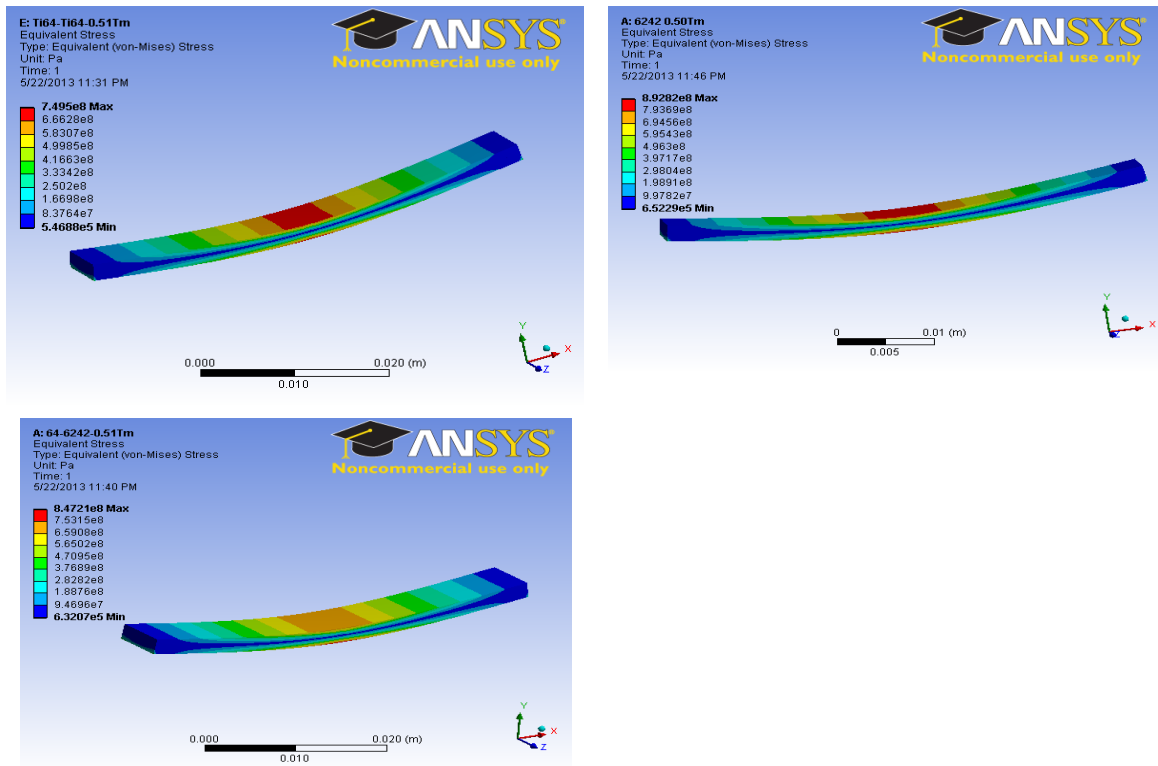 E: Ti64-Ti64-0.51Tm
Equivalent Stress
Type: Equivalent (von-Mises) Stress
Unit: Pa
Time: 1
5/22/2013 11:31 PM
7.495e8 Max
6.6628e8
5.8307e8
4.9985e8
4.1663e8
3.3342e8
2.502e8
1.6698e8
8.3764e7
5.4688e5 Min
ANSYS®
Noncommercial use only
0.000
0.020 (m)
0.010
Y
X
Z
A: 6242 0.50Tm
Equivalent Stress
Type: Equivalent (von-Mises) Stress
Unit: Pa
Time: 1
5/22/2013 11:46 PM
8.9282e8 Max
7.9369e8
6.9456e8
5.9543e8
4.963e8
3.9717e8
2.9804e8
1.9891e8
9.9782e7
6.5229e5 Min
ANSYS®
Noncommercial use only
0
0.01 (m)
0.005
Y
X
Z
A: 64-6242-0.51Tm
Equivalent Stress
Type: Equivalent (von-Mises) Stress
Unit: Pa
Time: 1
5/22/2013 11:40 PM
8.4721e8 Max
7.5315e8
6.5908e8
5.6502e8
4.7095e8
3.7689e8
2.8282e8
1.8876e8
9.4696e7
6.3207e5 Min
ANSYS®
Noncommercial use only
0.000
0.020 (m)
0.010
Y
X
Z